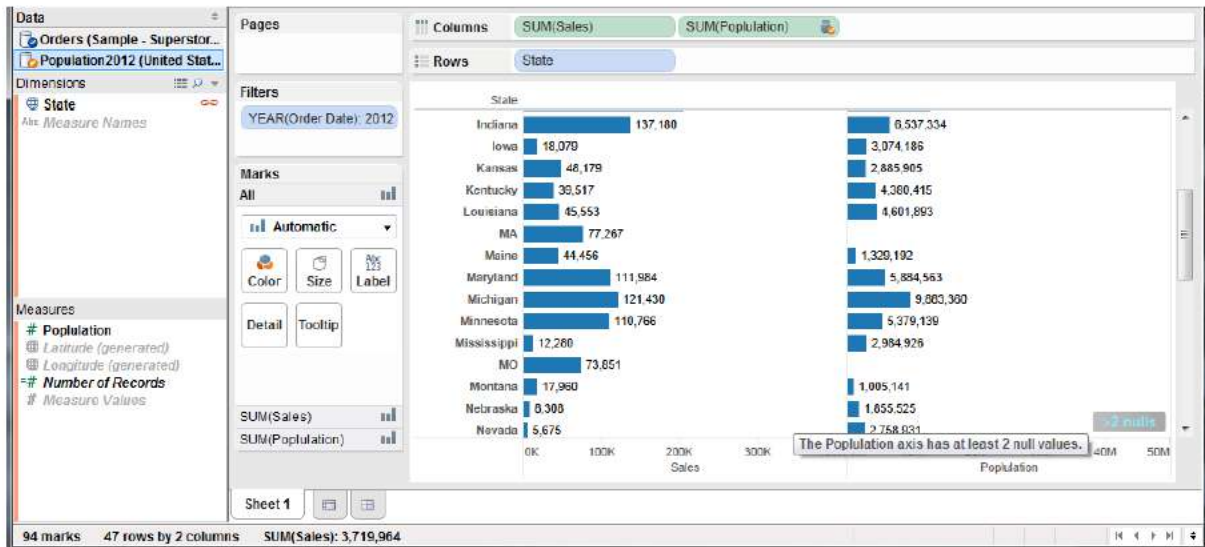 Data
Orders (Sample - Superstor...
Population2012 (United Stat...
Dimensions
State
Abc Measure Names
Measures
# Poplulation
Latitude (generated)
Longitude (generated)
=# Number of Records
# Measure Values
Pages
Filters
YEAR(Order Date): 2012
Marks
All
Automatic
Color Size Abc 123 Label
Detail Tooltip
SUM(Sales)
SUM(Poplulation)
Columns SUM(Sales) SUM(Poplulation)
Rows State
State
Indiana 137,180 6,537,334
Iowa 18,079 3,074,186
Kansas 48,179 2,885,905
Kentucky 39,517 4,380,415
Louisiana 45,553 4,601,893
MA 77,267
Maine 44,456 1,329,192
Maryland 111,984 5,884,563
Michigan 121,430 9,883,360
Minnesota 110,766 5,379,139
Mississippi 12,280 2,984,926
MO 73,851
Montana 17,960 1,005,141
Nebraska 8,308 1,855,525
Nevada 5,675 2,758,931
>2 nulls
The Poplulation axis has at least 2 null values.
0K 100K 200K 300K 40M 50M
Sales Poplulation
Sheet 1
94 marks 47 rows by 2 columns SUM(Sales): 3,719,964